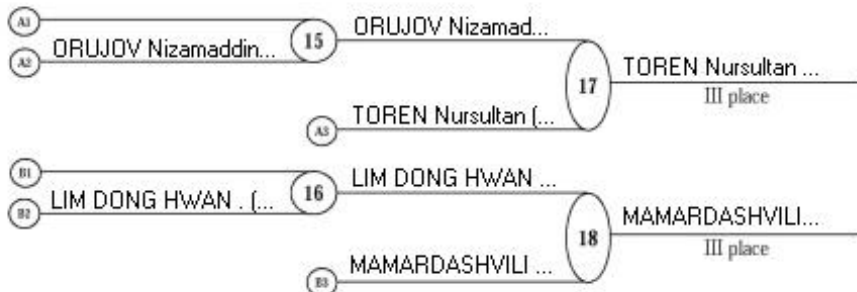 A1
15
ORUJOV Nizamad...
A2
ORUJOV Nizamaddin...
17
TOREN Nursultan ...
III place
A3
TOREN Nursultan (...
B1
16
LIM DONG HWAN ...
B2
LIM DONG HWAN . (...
18
MAMARDASHVILI...
III place
B3
MAMARDASHVILI ...